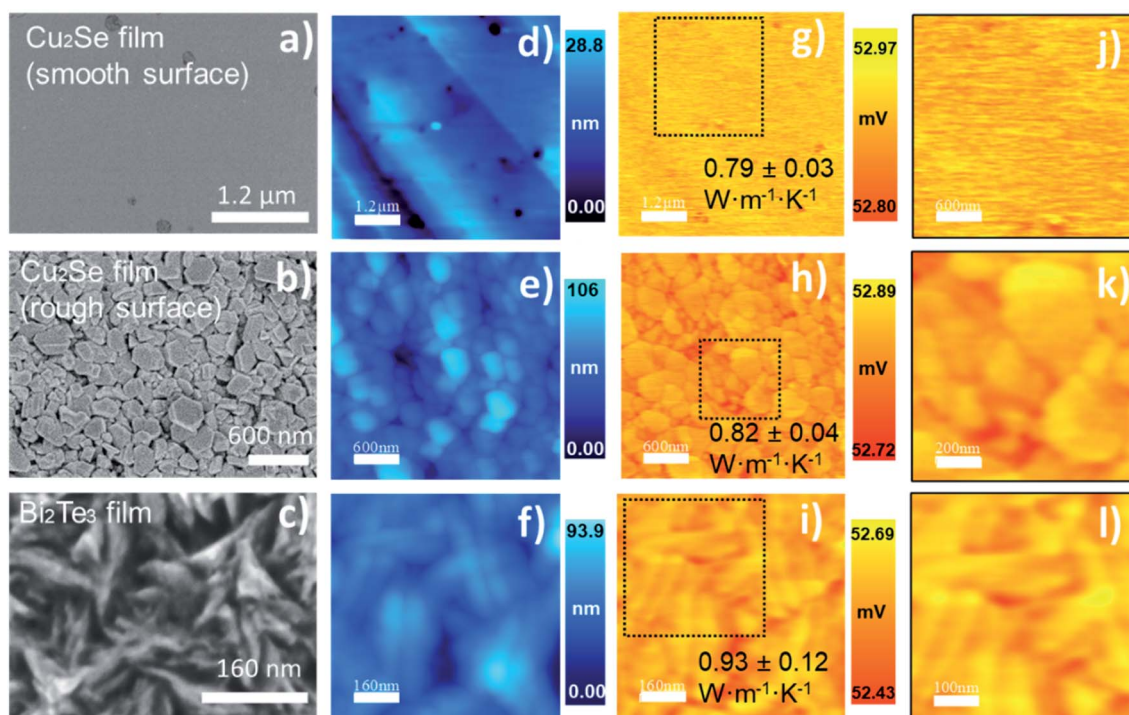 Cu₂Se film
(smooth surface)
a)
1.2 µm
d)
1.2µm
28.8
nm
0.00
g)
0.79 ± 0.03
W·m⁻¹·K⁻¹
1.2µm
52.97
mV
52.80
j)
600nm
Cu₂Se film
(rough surface)
b)
600 nm
e)
600nm
106
nm
0.00
h)
0.82 ± 0.04
W·m⁻¹·K⁻¹
600nm
52.89
mV
52.72
k)
200nm
Bi₂Te₃ film
c)
160 nm
f)
160nm
93.9
nm
0.00
i)
0.93 ± 0.12
W·m⁻¹·K⁻¹
160nm
52.69
mV
52.43
l)
100nm